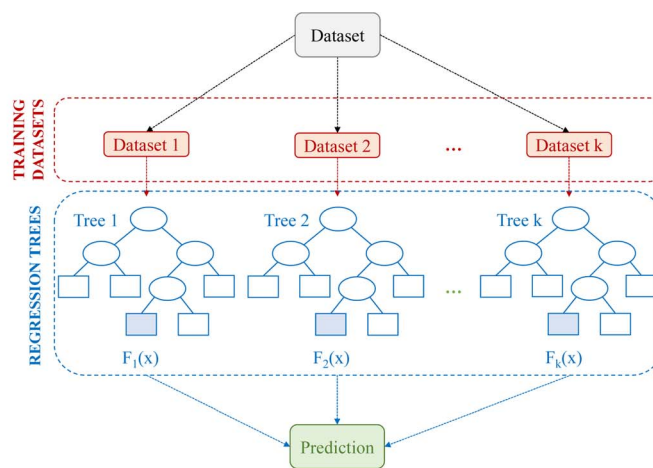 Dataset
TRAINING
DATASETS
Dataset 1
Dataset 2
...
Dataset k
REGRESSION TREES
Tree 1
Tree 2
Tree k
...
F₁(x)
F₂(x)
Fₖ(x)
Prediction